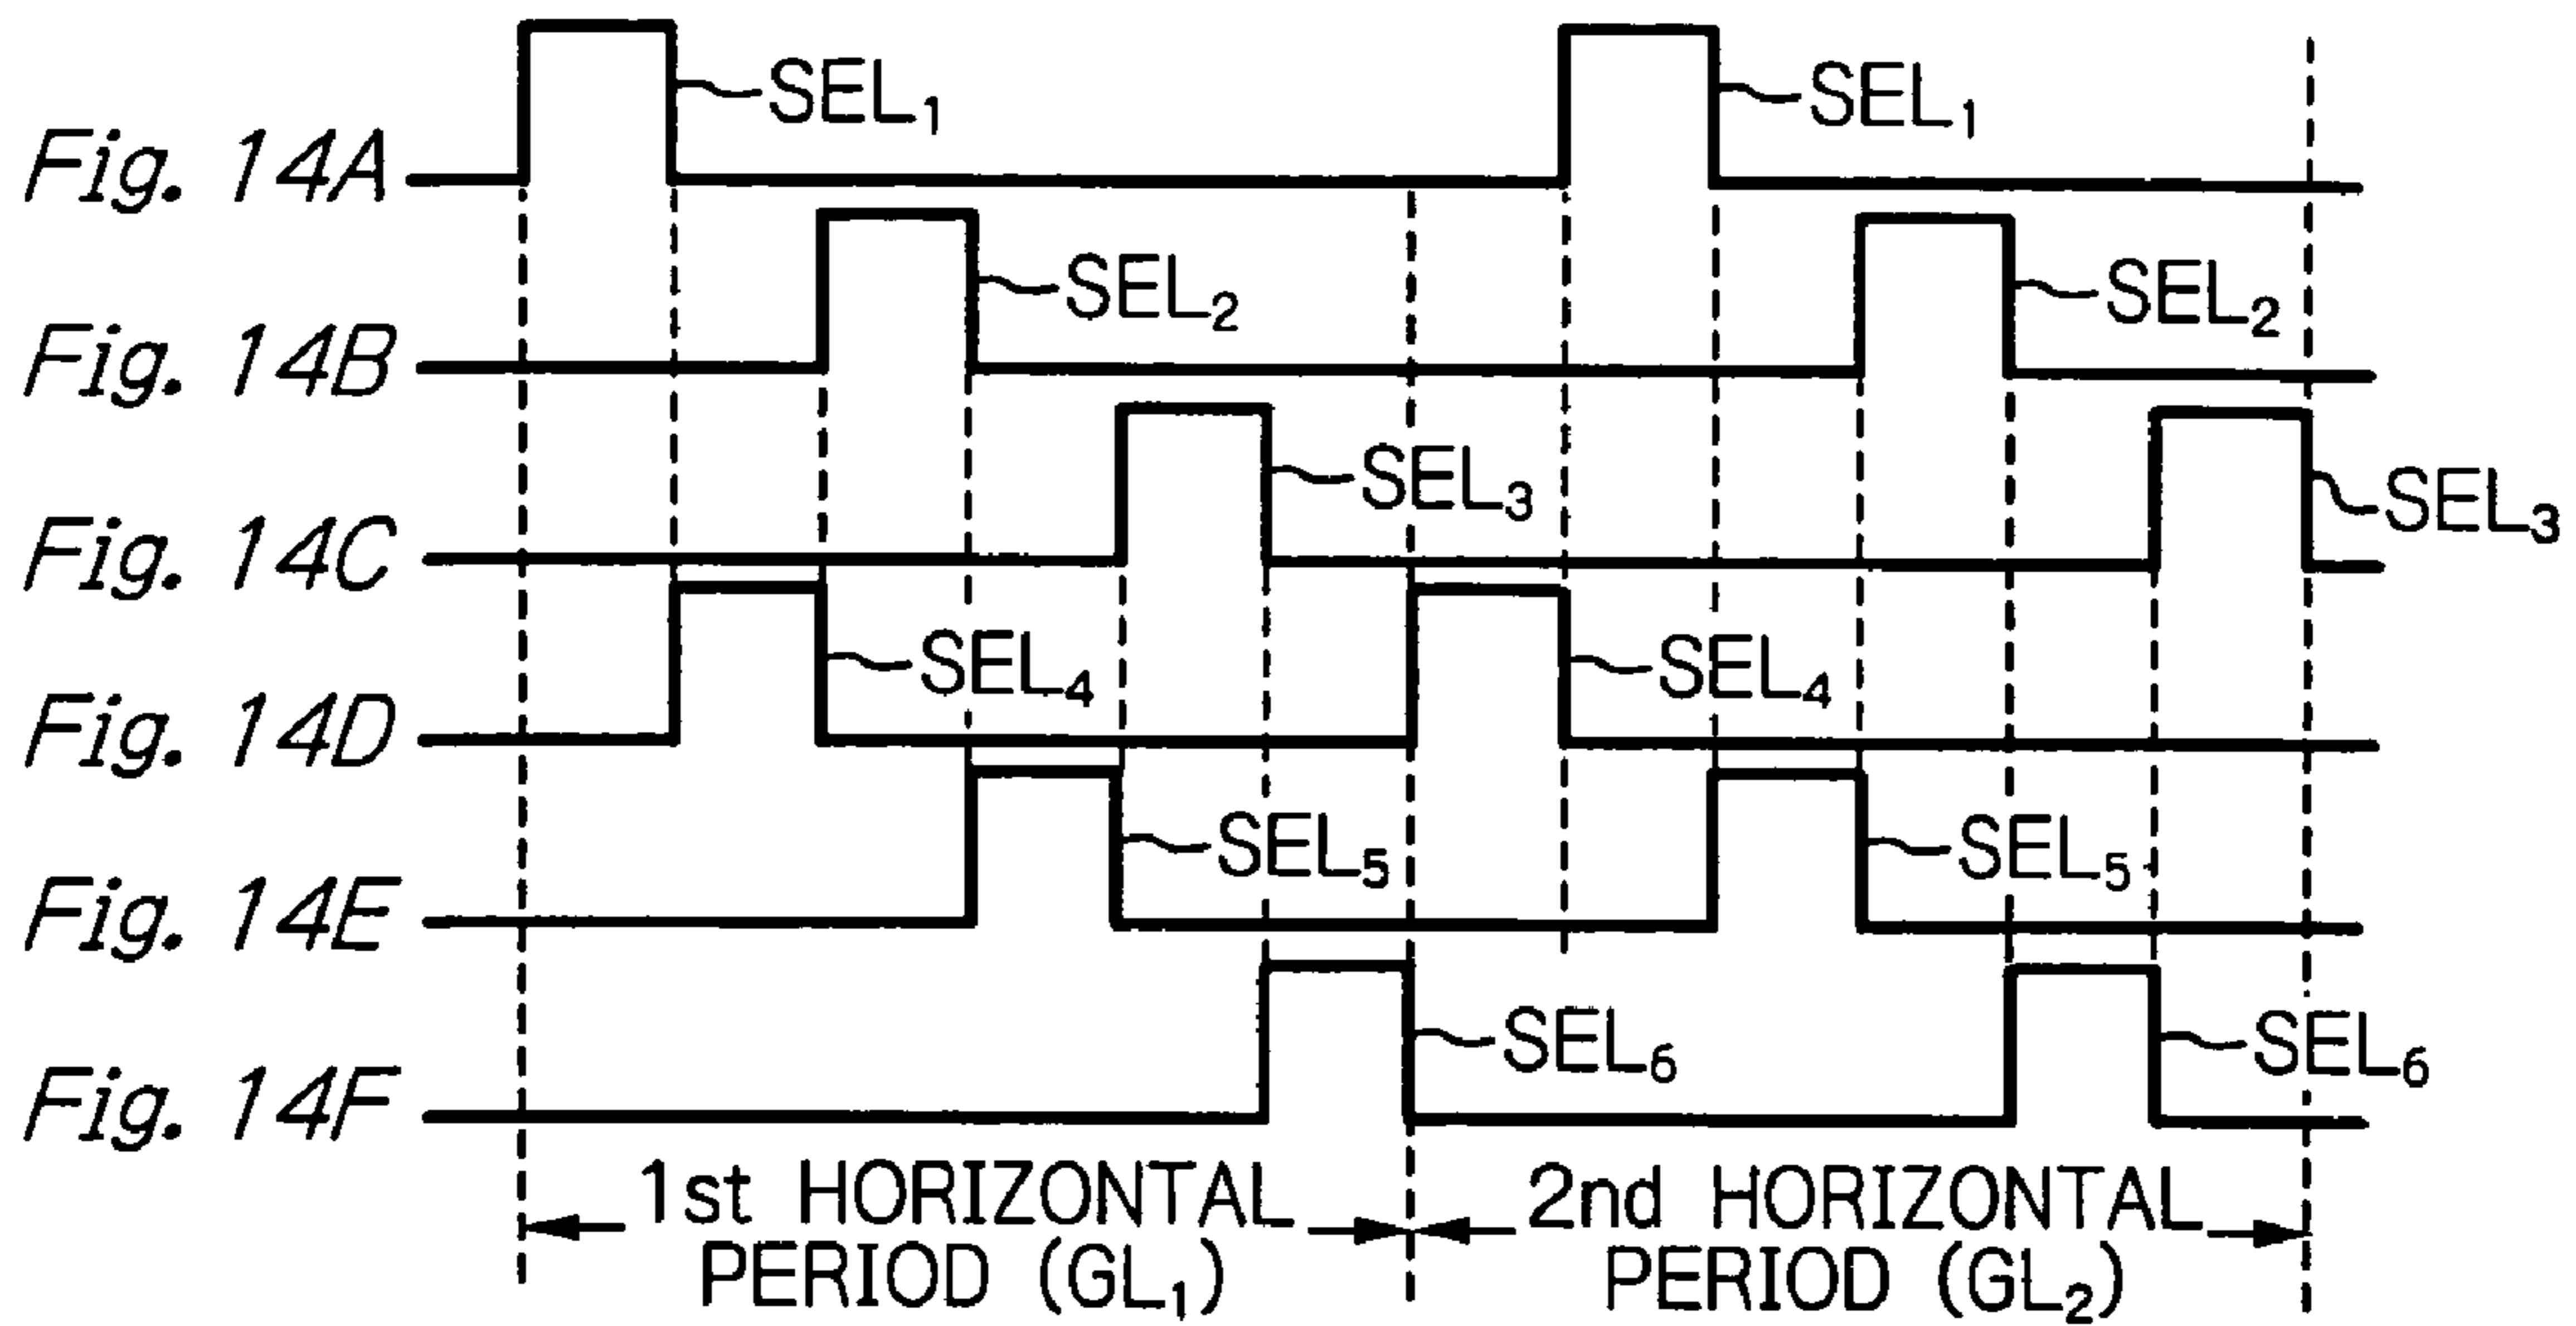 Fig. 14A SEL₁ SEL₁
Fig. 14B SEL₂ SEL₂
Fig. 14C SEL₃ SEL₃
Fig. 14D SEL₄ SEL₄
Fig. 14E SEL₅ SEL₅
Fig. 14F SEL₆ SEL₆
1st HORIZONTAL
PERIOD (GL₁)
2nd HORIZONTAL
PERIOD (GL₂)